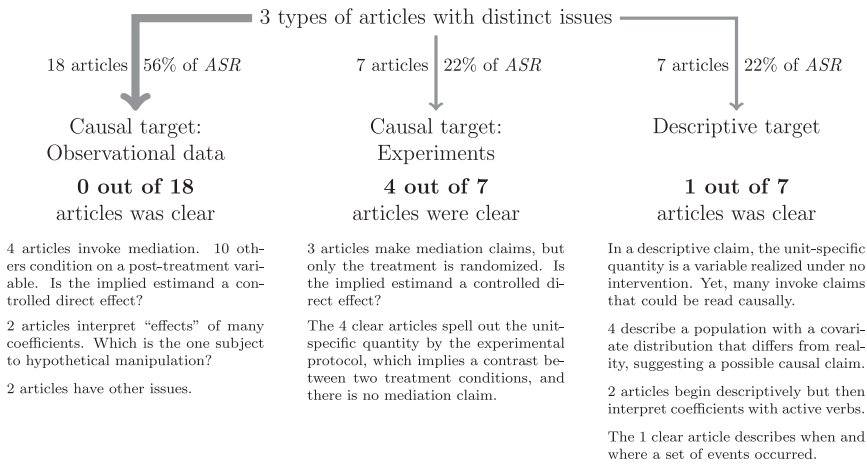 3 types of articles with distinct issues
18 articles 56% of ASR
Causal target:
Observational data
0 out of 18
articles was clear
4 articles invoke mediation. 10 oth-
ers condition on a post-treatment vari-
able. Is the implied estimand a con-
trolled direct effect?
2 articles interpret “effects” of many
coefficients. Which is the one subject
to hypothetical manipulation?
2 articles have other issues.
7 articles 22% of ASR
Causal target:
Experiments
4 out of 7
articles were clear
3 articles make mediation claims, but
only the treatment is randomized. Is
the implied estimand a controlled di-
rect effect?
The 4 clear articles spell out the unit-
specific quantity by the experimental
protocol, which implies a contrast be-
tween two treatment conditions, and
there is no mediation claim.
7 articles 22% of ASR
Descriptive target
1 out of 7
articles was clear
In a descriptive claim, the unit-specific
quantity is a variable realized under no
intervention. Yet, many invoke claims
that could be read causally.
4 describe a population with a covari-
ate distribution that differs from real-
ity, suggesting a possible causal claim.
2 articles begin descriptively but then
interpret coefficients with active verbs.
The 1 clear article describes when and
where a set of events occurred.